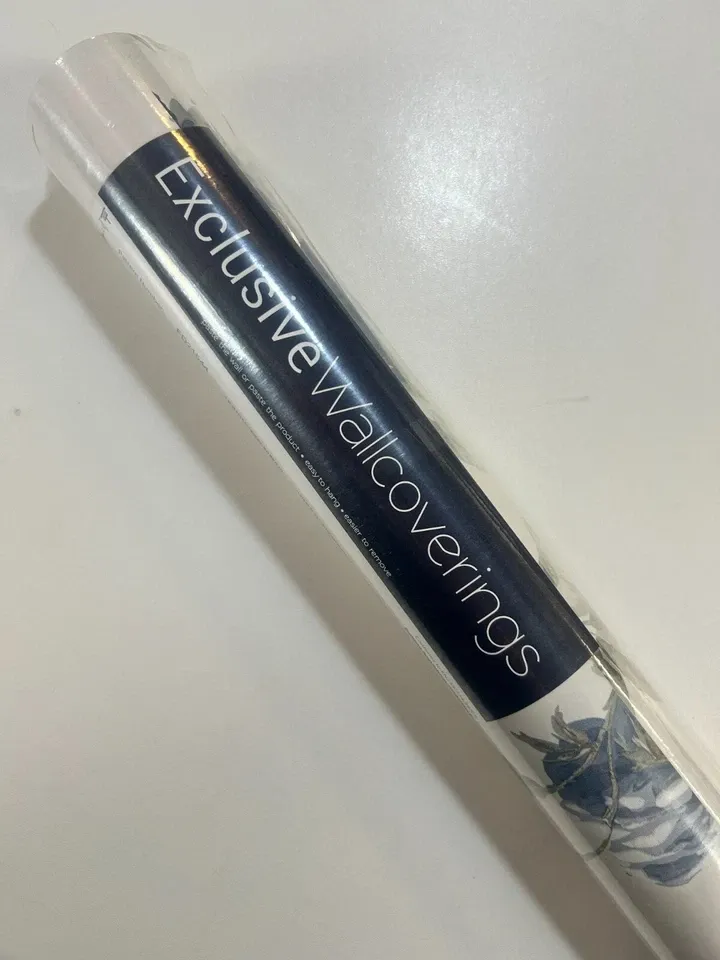 Exclusive Wallcoverings
paste the wall or paste the product • easy to hang • easier to remove